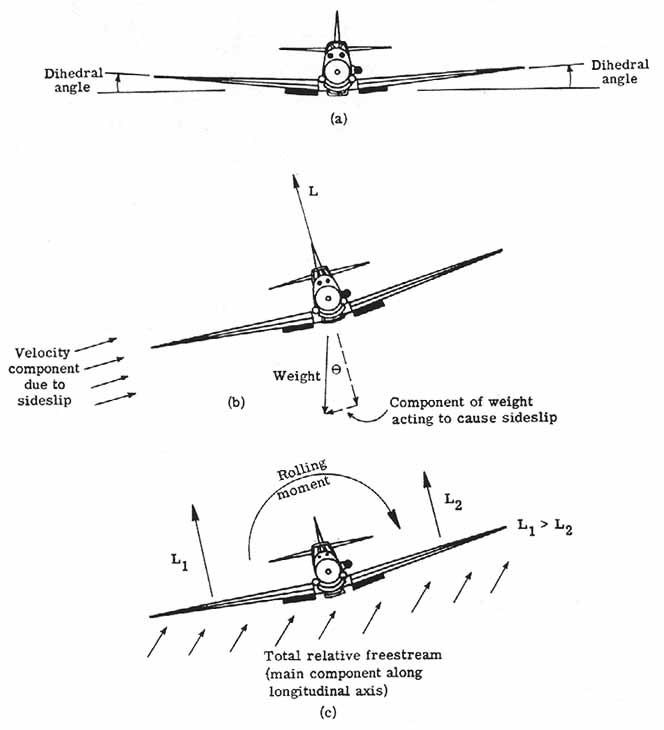 Dihedral
angle
Dihedral
angle
(a)
L
Velocity
component
due to
sideslip
Weight
Θ
(b)
Component of weight
acting to cause sideslip
Rolling
moment
L1
L2
L1 > L2
Total relative freestream
(main component along
longitudinal axis)
(c)